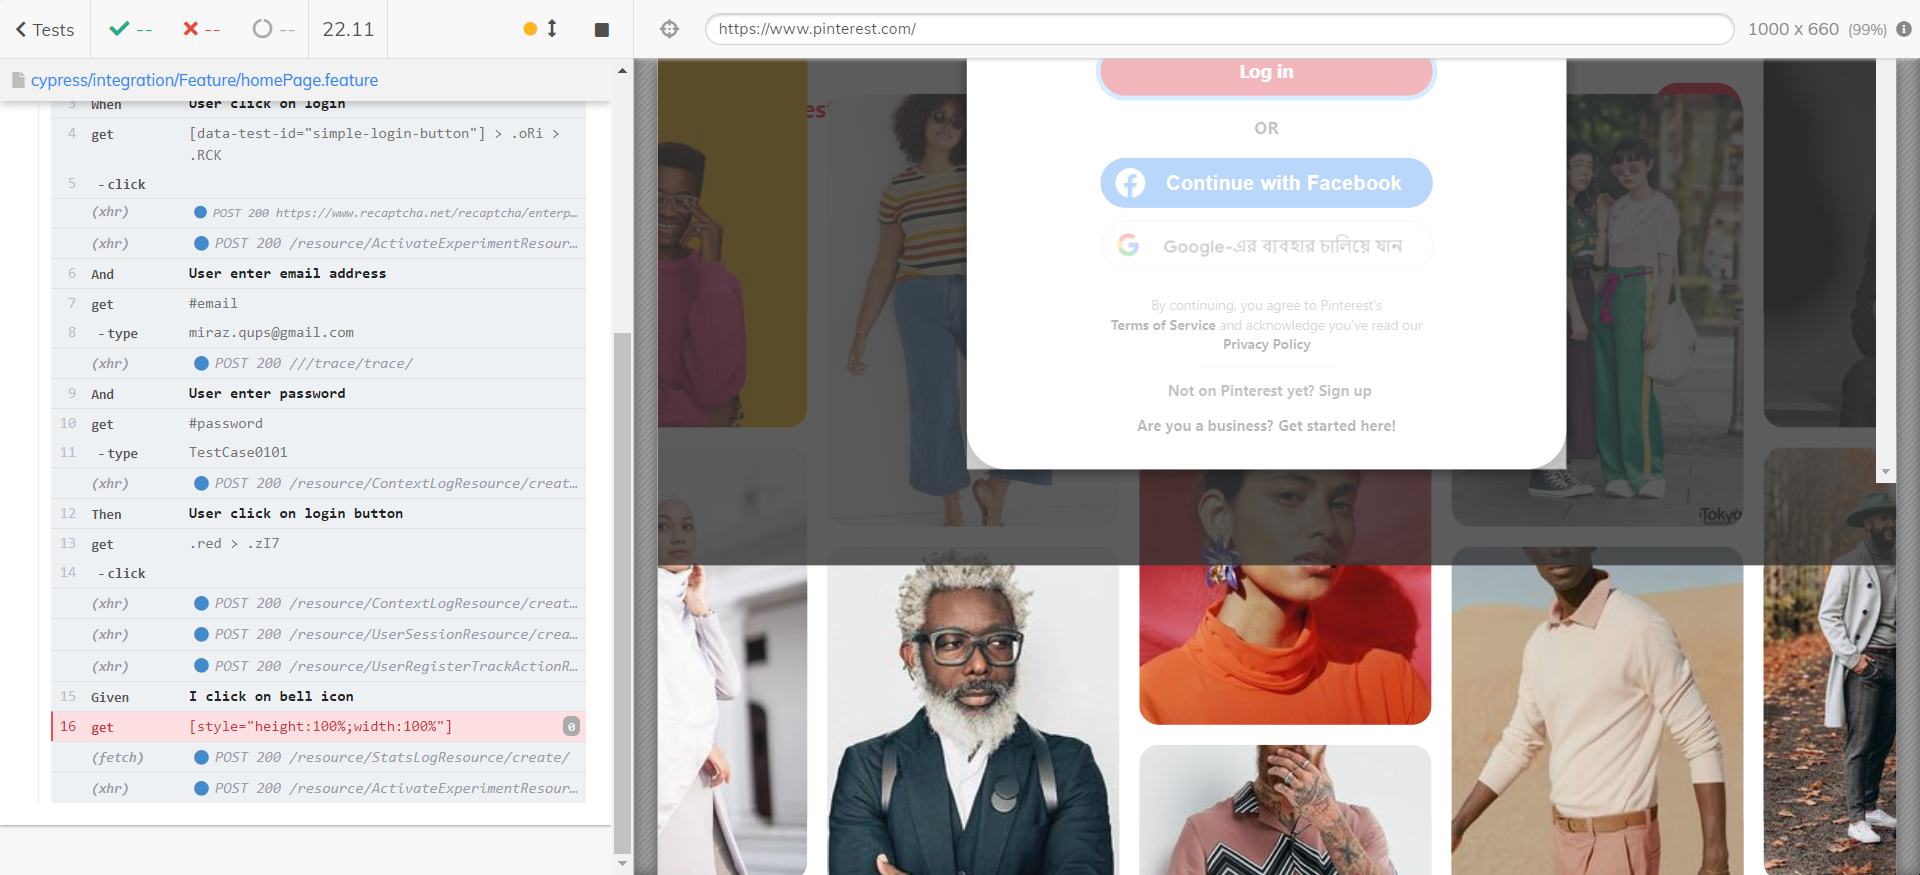 Tests
--
--
--
22.11
https://www.pinterest.com/
1000 x 660 (99%)
cypress/integration/Feature/homePage.feature
3 When User click on login
4 get [data-test-id="simple-login-button"] > .oRi >
.RCK
5 -click
(xhr) POST 200 https://www.recaptcha.net/recaptcha/enterp…
(xhr) POST 200 /resource/ActivateExperimentResour…
6 And User enter email address
7 get #email
8 -type miraz.qups@gmail.com
(xhr) POST 200 ///trace/trace/
9 And User enter password
10 get #password
11 -type TestCase0101
(xhr) POST 200 /resource/ContextLogResource/creat…
12 Then User click on login button
13 get .red > .zI7
14 -click
(xhr) POST 200 /resource/ContextLogResource/creat…
(xhr) POST 200 /resource/UserSessionResource/crea…
(xhr) POST 200 /resource/UserRegisterTrackActionR…
15 Given I click on bell icon
16 get [style="height:100%;width:100%"] 0
(fetch) POST 200 /resource/StatsLogResource/create/
(xhr) POST 200 /resource/ActivateExperimentResour…
Log in
OR
Continue with Facebook
Google-এর ব্যবহার চালিয়ে যান
By continuing, you agree to Pinterest's
Terms of Service and acknowledge you've read our
Privacy Policy
Not on Pinterest yet? Sign up
Are you a business? Get started here!
Tokyo